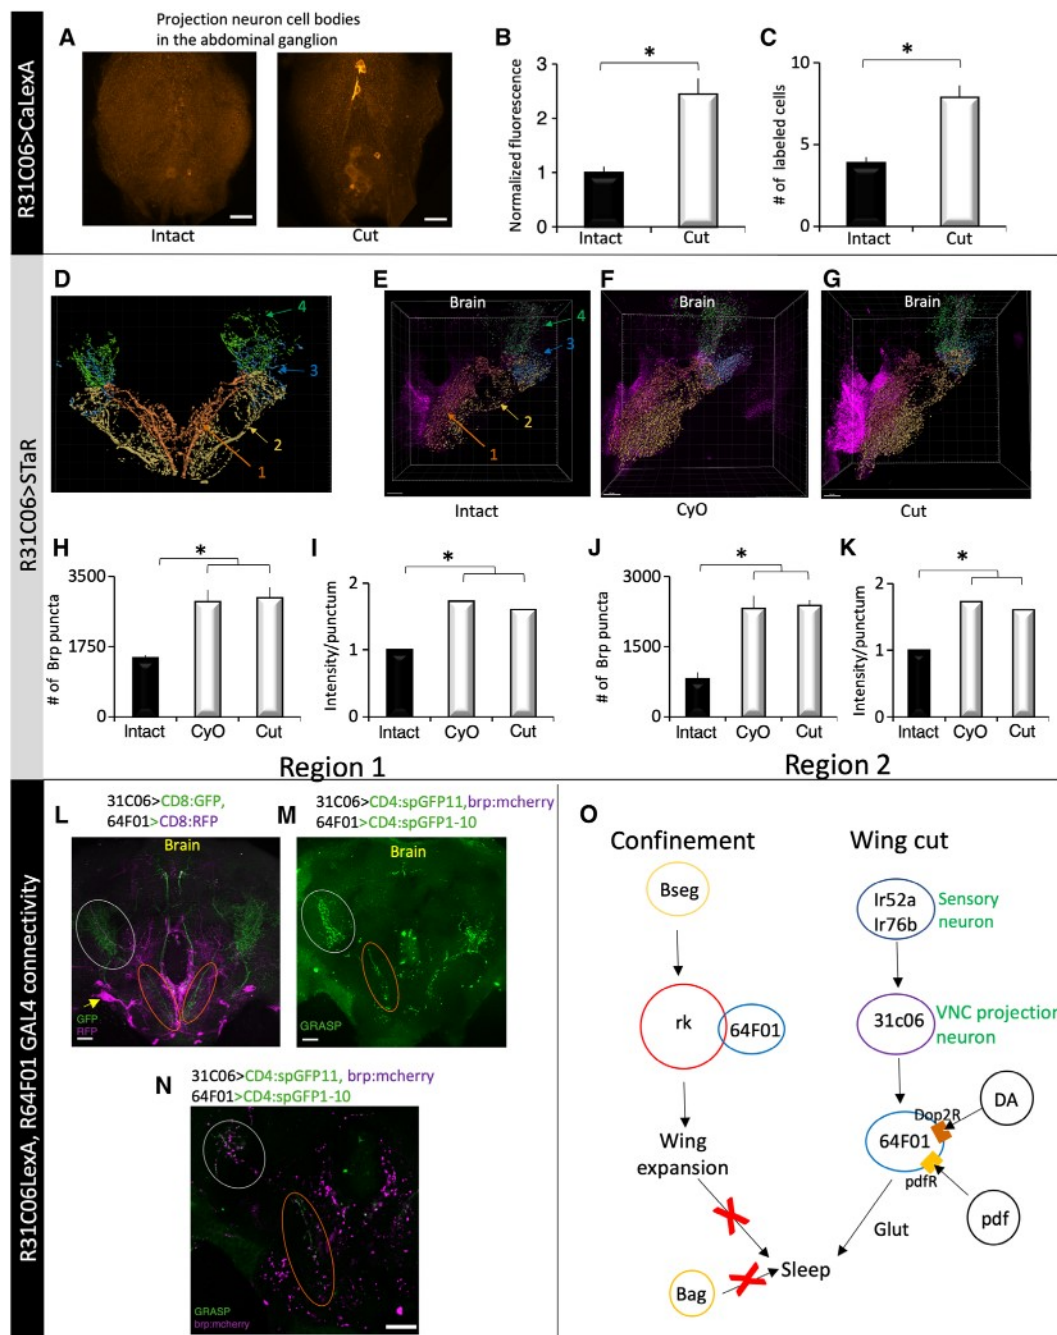 R31C06>CaLexA
A
Projection neuron cell bodies
in the abdominal ganglion
Intact
Cut
B
Normalized fluorescence
3
2
1
0
*
Intact
Cut
C
# of labeled cells
10
5
0
*
Intact
Cut
R31C06>STaR
D
4
3
2
1
E
Brain
4
3
2
1
Intact
F
Brain
CyO
G
Brain
Cut
H
# of Brp puncta
3500
1750
0
*
Intact
CyO
Cut
I
Intensity/punctum
2
1
0
*
Intact
CyO
Cut
Region 1
J
# of Brp puncta
3000
1500
0
*
Intact
CyO
Cut
K
Intensity/punctum
2
1
0
*
Intact
CyO
Cut
Region 2
R31C06LexA, R64F01 GAL4 connectivity
L
31C06>CD8:GFP,
64F01>CD8:RFP
Brain
GFP
RFP
M
31C06>CD4:spGFP11,brp:mcherry
64F01>CD4:spGFP1-10
Brain
GRASP
N
31C06>CD4:spGFP11, brp:mcherry
64F01>CD4:spGFP1-10
GRASP
brp:mcherry
O
Confinement
Bseg
rk
64F01
Wing
expansion
Bag
Sleep
Wing cut
Ir52a
Ir76b
Sensory
neuron
31c06
VNC projection
neuron
Dop2R
64F01
pdfR
DA
pdf
Glut